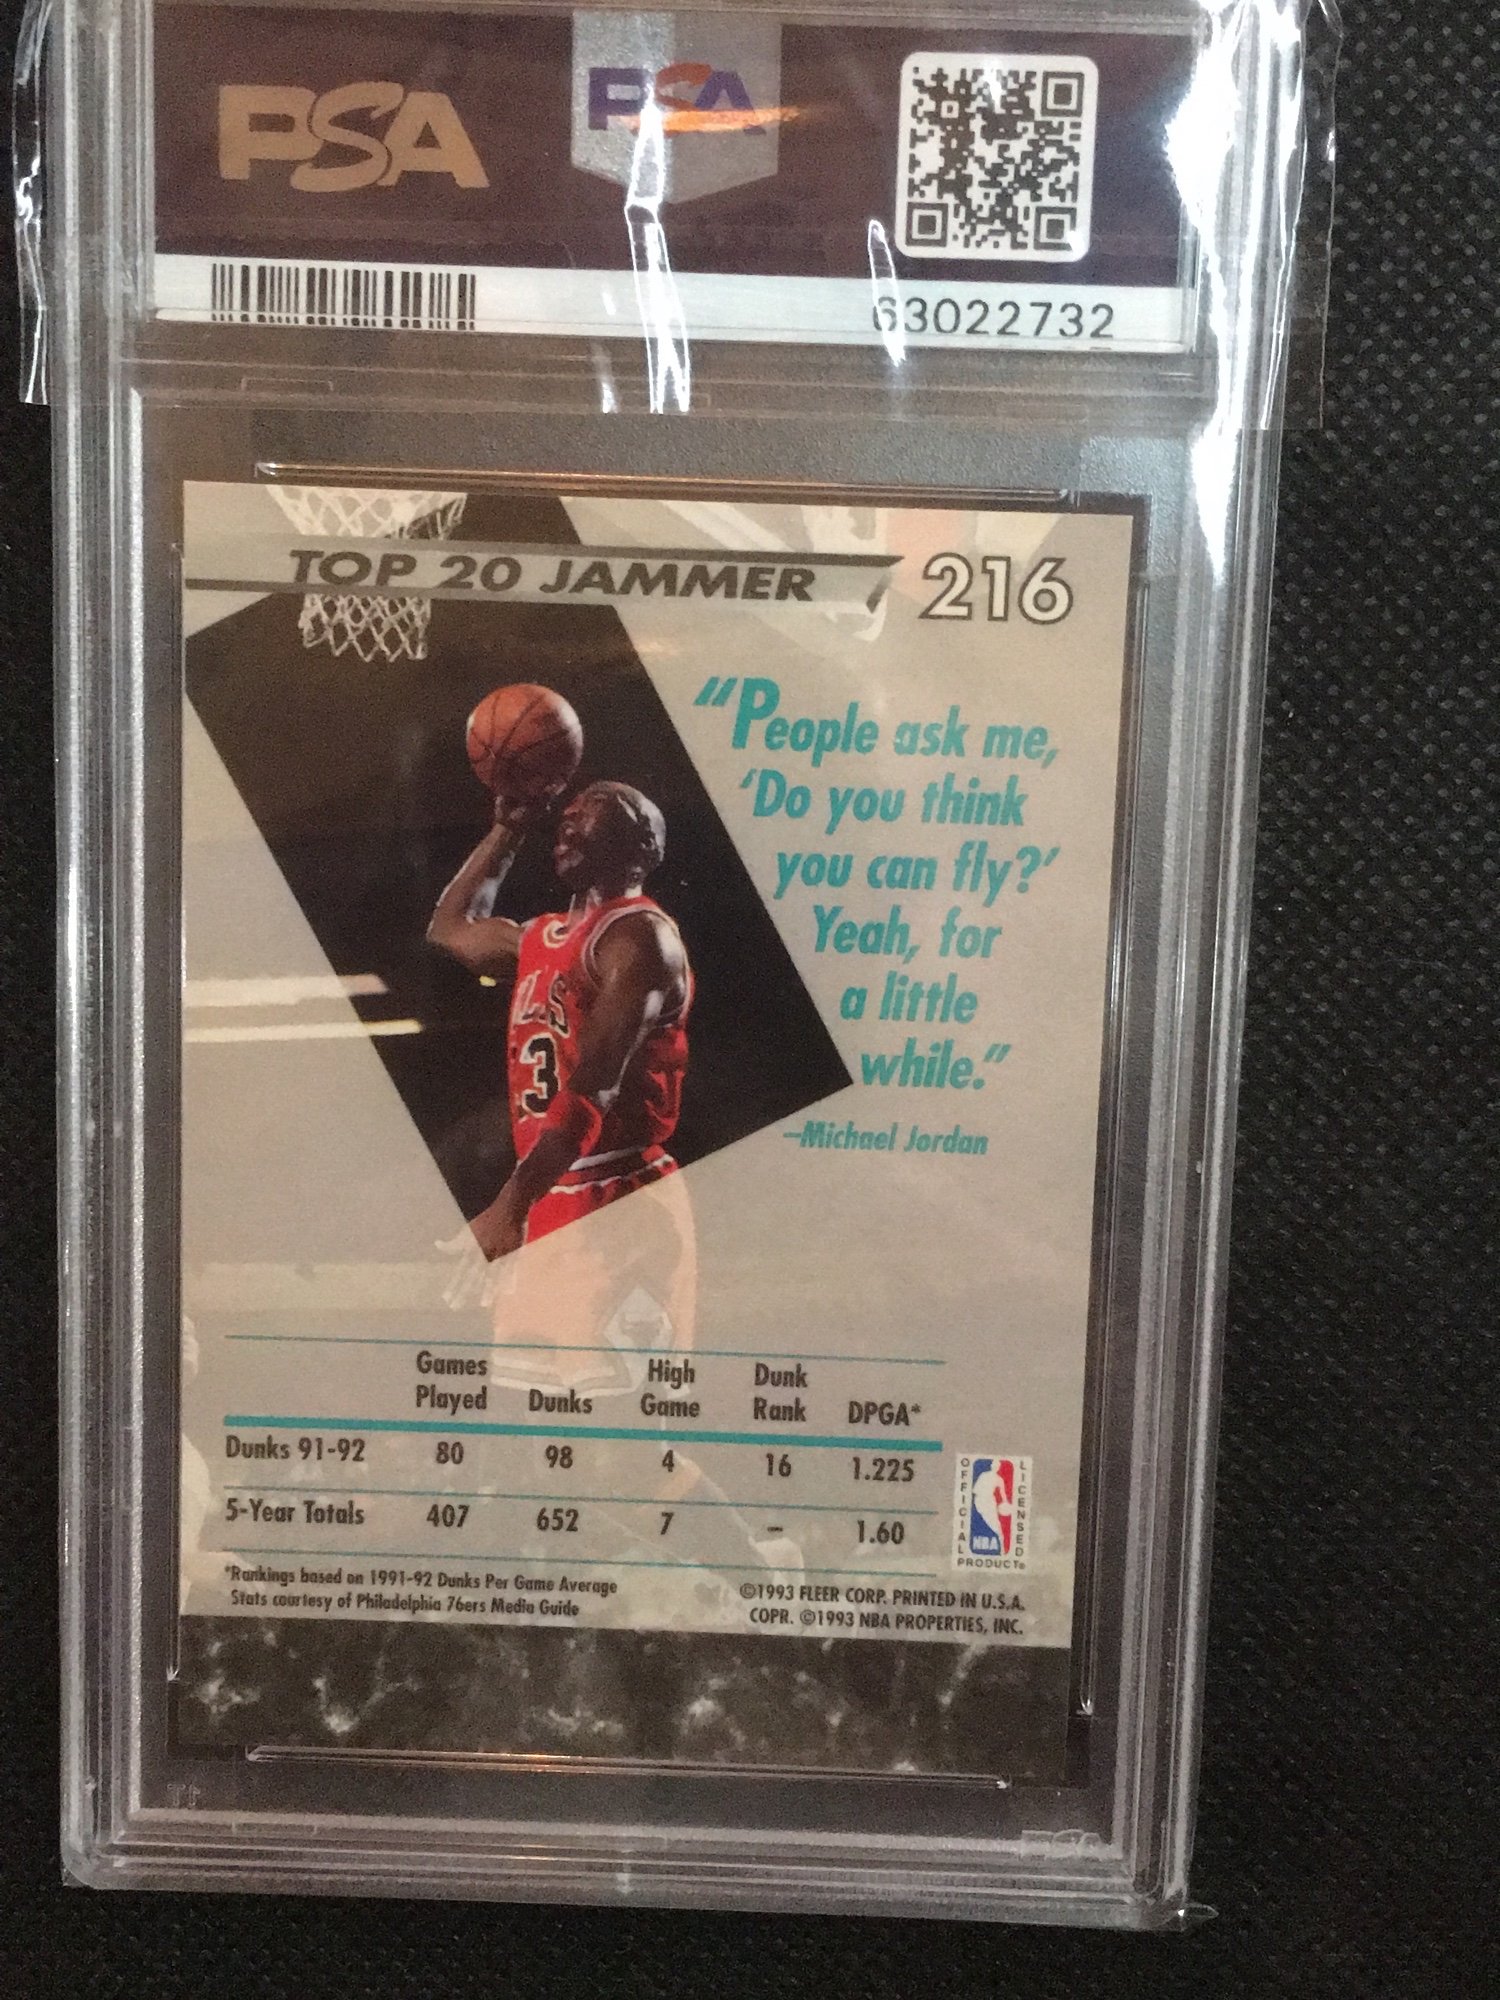 PSA
PSA
63022732
TOP 20 JAMMER 216
"People ask me,
'Do you think
you can fly?'
Yeah, for
a little
while."
–Michael Jordan
LLS
3
Games Played Dunks High Game Dunk Rank DPGA*
Dunks 91-92 80 98 4 16 1.225
5-Year Totals 407 652 7 – 1.60
*Rankings based on 1991-92 Dunks Per Game Average
Stats courtesy of Philadelphia 76ers Media Guide
©1993 FLEER CORP. PRINTED IN U.S.A.
COPR. ©1993 NBA PROPERTIES, INC.
OFFICIAL
LICENSED
NBA
PRODUCT®